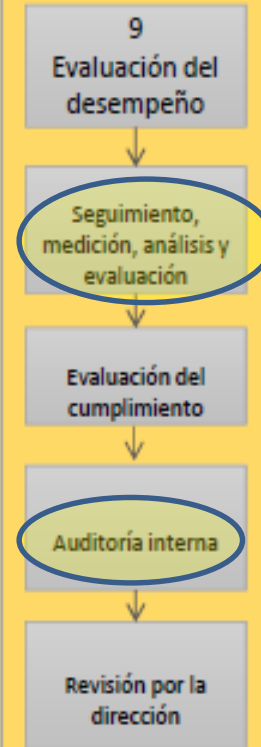 9
Evaluación del
desempeño
Seguimiento,
medición, análisis y
evaluación
Evaluación del
cumplimiento
Auditoría interna
Revisión por la
dirección